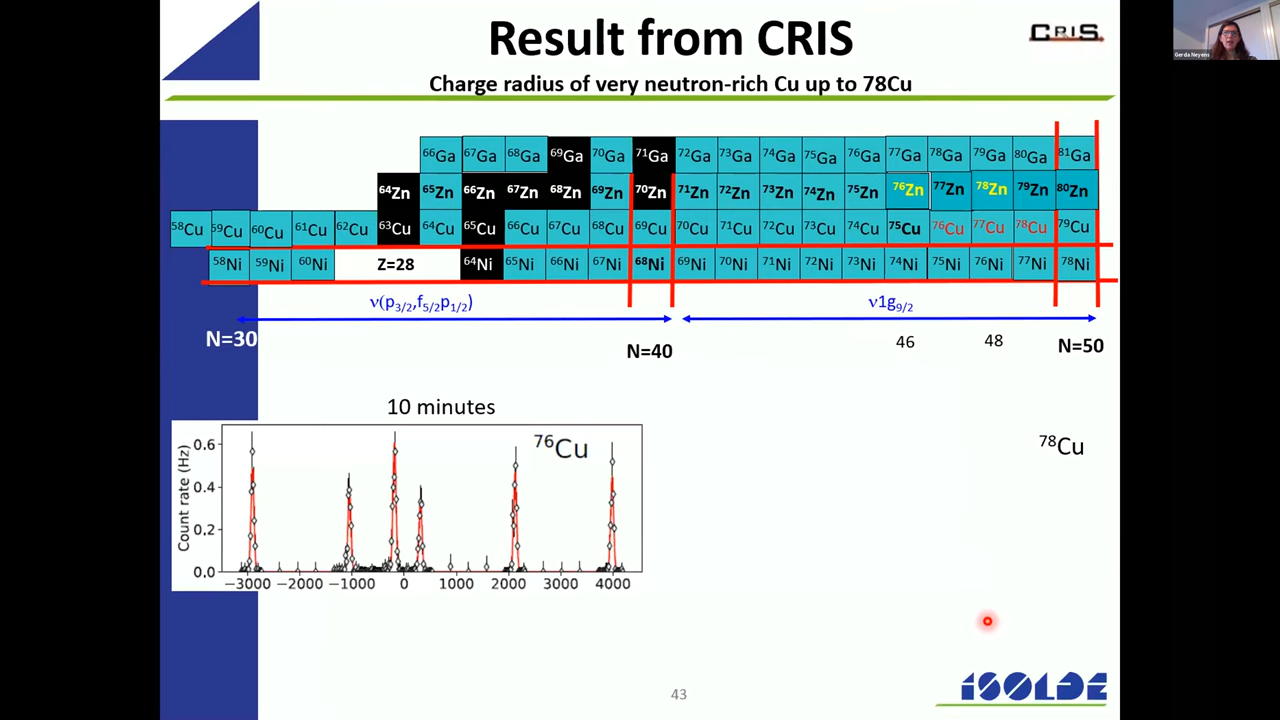 Result from CRIS
CRIS
Gerda Neyens
Charge radius of very neutron-rich Cu up to 78Cu
66Ga 67Ga 68Ga 69Ga 70Ga 71Ga 72Ga 73Ga 74Ga 75Ga 76Ga 77Ga 78Ga 79Ga 80Ga 81Ga
64Zn 65Zn 66Zn 67Zn 68Zn 69Zn 70Zn 71Zn 72Zn 73Zn 74Zn 75Zn 76Zn 77Zn 78Zn 79Zn 80Zn
58Cu 59Cu 60Cu 61Cu 62Cu 63Cu 64Cu 65Cu 66Cu 67Cu 68Cu 69Cu 70Cu 71Cu 72Cu 73Cu 74Cu 75Cu 76Cu 77Cu 78Cu 79Cu
58Ni 59Ni 60Ni Z=28 64Ni 65Ni 66Ni 67Ni 68Ni 69Ni 70Ni 71Ni 72Ni 73Ni 74Ni 75Ni 76Ni 77Ni 78Ni
ν(p3/2,f5/2p1/2) ν1g9/2
N=30 N=40 46 48 N=50
10 minutes
76Cu
78Cu
Count rate (Hz)
0.6
0.4
0.2
0.0
−3000 −2000 −1000 0 1000 2000 3000 4000
43
ISOLDE